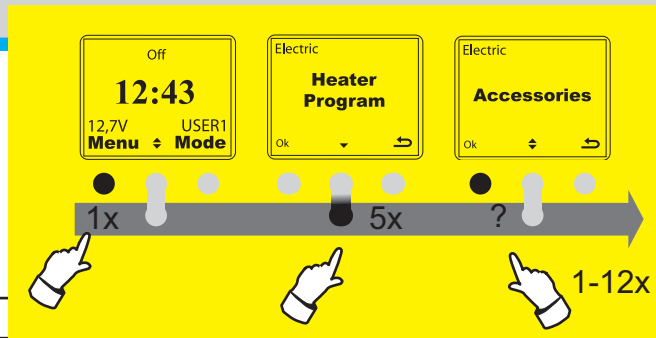 Off
12:43
12,7V USER1
Menu Mode
Electric
Heater
Program
Ok
Electric
Accessories
Ok
1x
5x
?
1-12x